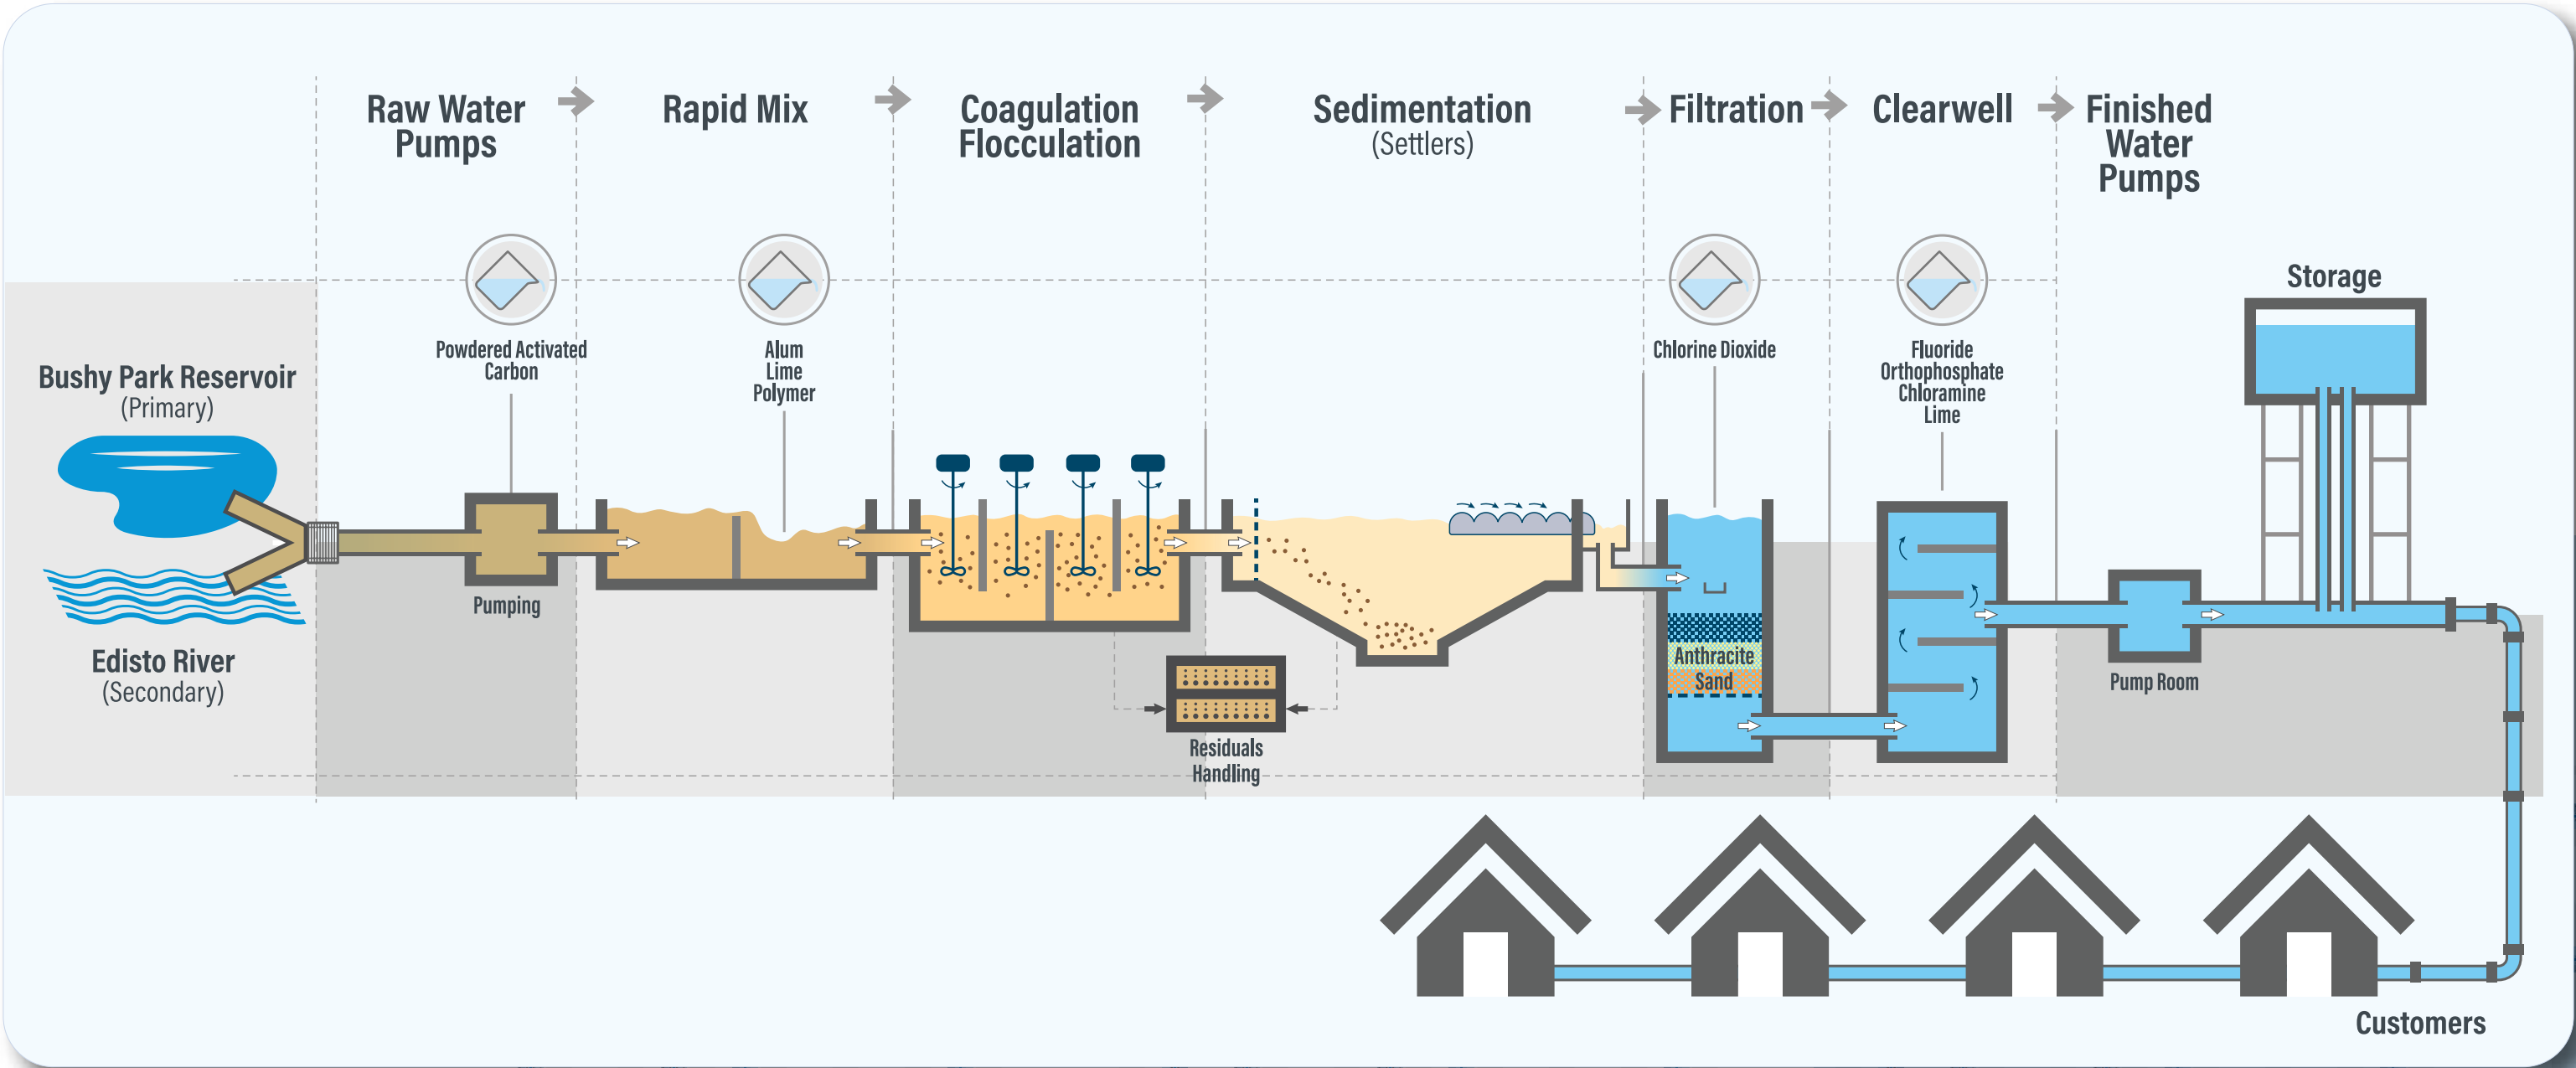 Raw Water
Pumps
Rapid Mix
Coagulation
Flocculation
Sedimentation
(Settlers)
Filtration
Clearwell
Finished
Water
Pumps
Powdered Activated
Carbon
Alum
Lime
Polymer
Chlorine Dioxide
Fluoride
Orthophosphate
Chloramine
Lime
Storage
Bushy Park Reservoir
(Primary)
Edisto River
(Secondary)
Pumping
Residuals
Handling
Anthracite
Sand
Pump Room
Customers